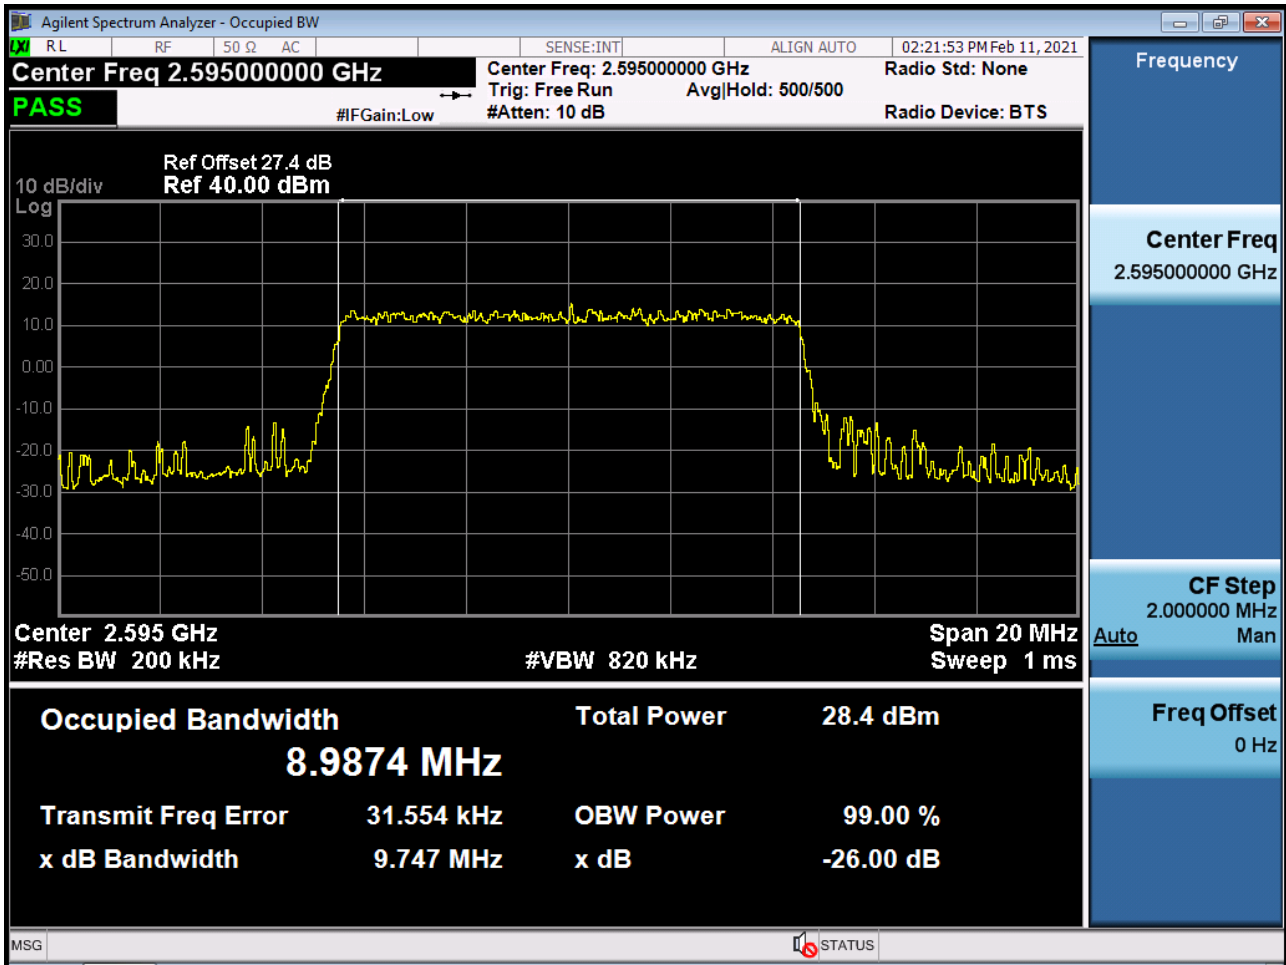 Agilent Spectrum Analyzer - Occupied BW
LXI RL RF 50 Ω AC SENSE:INT ALIGN AUTO 02:21:53 PM Feb 11, 2021
Center Freq 2.595000000 GHz
PASS
#IFGain:Low
Center Freq: 2.595000000 GHz
Trig: Free Run Avg|Hold: 500/500
#Atten: 10 dB
Radio Std: None
Radio Device: BTS
Ref Offset 27.4 dB
10 dB/div Ref 40.00 dBm
Log
30.0
20.0
10.0
0.00
-10.0
-20.0
-30.0
-40.0
-50.0
Center 2.595 GHz Span 20 MHz
#Res BW 200 kHz #VBW 820 kHz Sweep 1 ms
Occupied Bandwidth Total Power 28.4 dBm
8.9874 MHz
Transmit Freq Error 31.554 kHz OBW Power 99.00 %
x dB Bandwidth 9.747 MHz x dB -26.00 dB
Frequency
Center Freq
2.595000000 GHz
CF Step
2.000000 MHz
Auto Man
Freq Offset
0 Hz
MSG STATUS